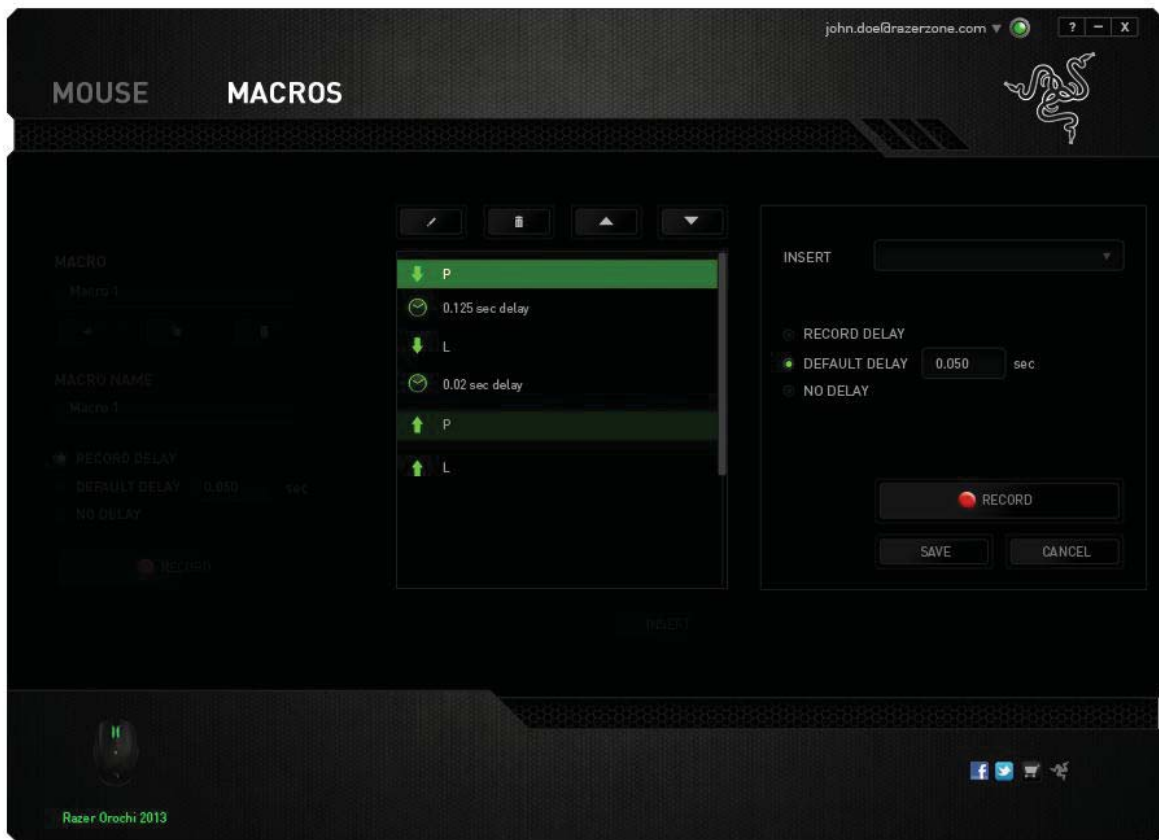 john.doe@razerzone.com
? – X
MOUSE MACROS
MACRO
Macro 1
MACRO NAME
Macro 1
RECORD DELAY
DEFAULT DELAY 0.050 sec
NO DELAY
RECORD
P
0.125 sec delay
L
0.02 sec delay
P
L
INSERT
INSERT
RECORD DELAY
DEFAULT DELAY 0.050 sec
NO DELAY
RECORD
SAVE CANCEL
Razer Orochi 2013